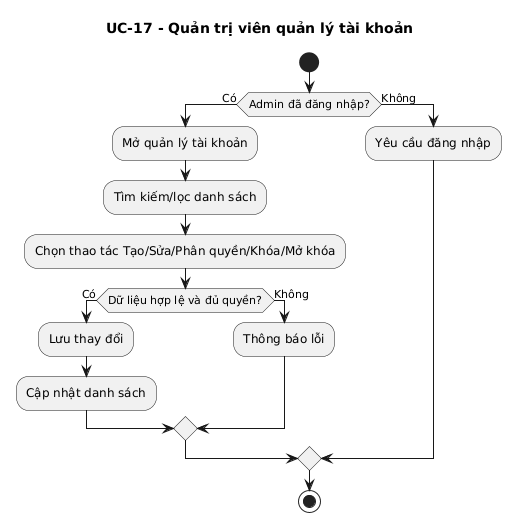 UC-17 - Quản trị viên quản lý tài khoản
Admin đã đăng nhập?
Có
Không
Mở quản lý tài khoản
Yêu cầu đăng nhập
Tìm kiếm/lọc danh sách
Chọn thao tác Tạo/Sửa/Phân quyền/Khóa/Mở khóa
Dữ liệu hợp lệ và đủ quyền?
Có
Không
Lưu thay đổi
Thông báo lỗi
Cập nhật danh sách